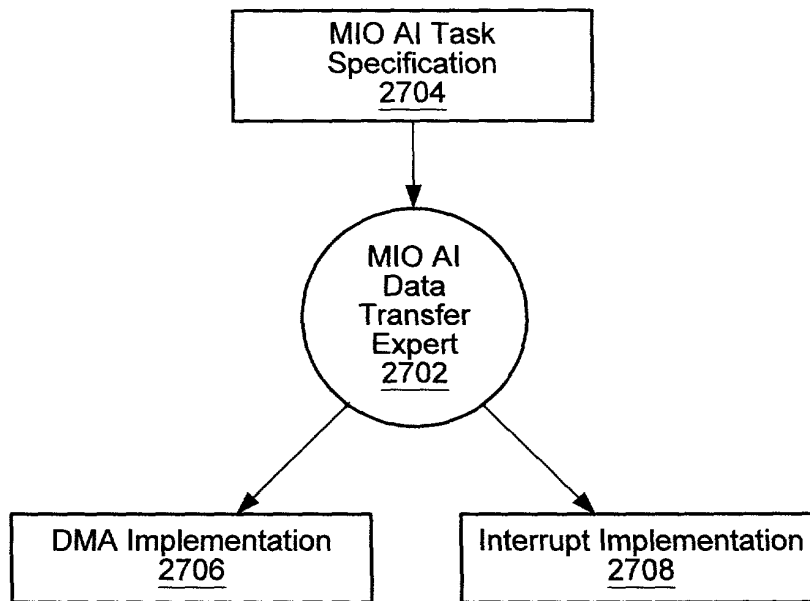 MIO AI Task
Specification
2704
MIO AI
Data
Transfer
Expert
2702
DMA Implementation
2706
Interrupt Implementation
2708